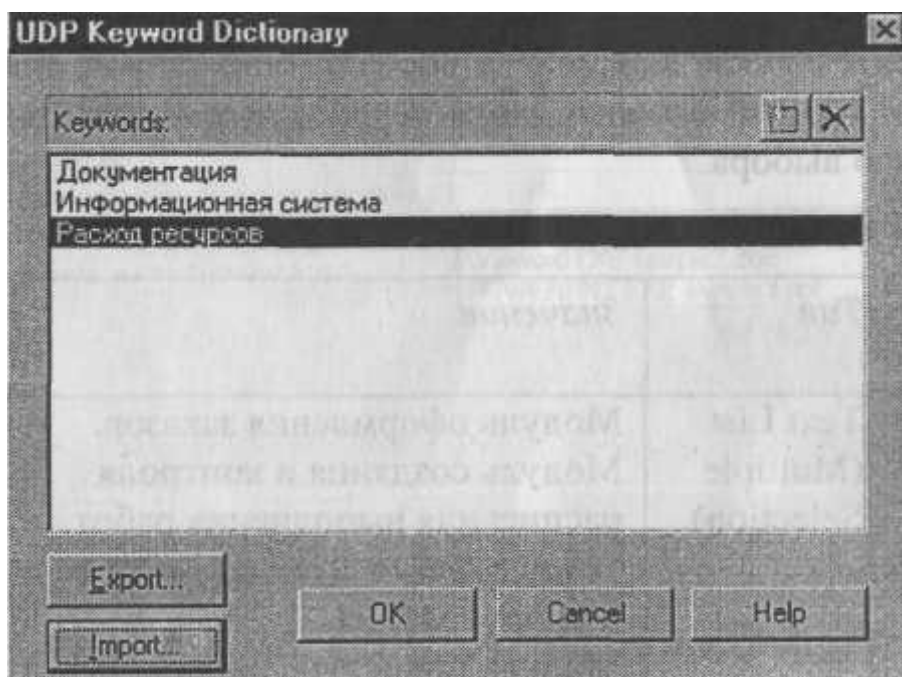 UDP Keyword Dictionary
Keywords:
Документация
Информационная система
Расход ресурсов
Export...
Import...
OK
Cancel
Help